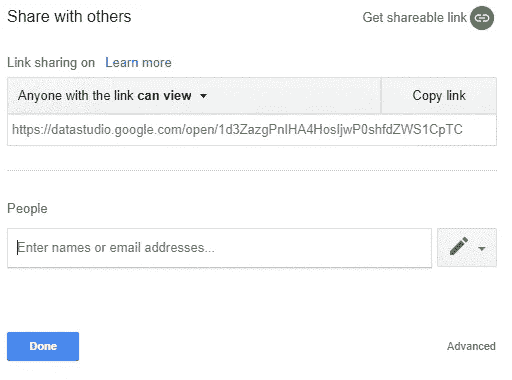 Share with others
Get shareable link
Link sharing on Learn more
Anyone with the link can view
Copy link
https://datastudio.google.com/open/1d3ZazgPnIHA4HosIjwP0shfdZWS1CpTC
People
Enter names or email addresses...
Done
Advanced